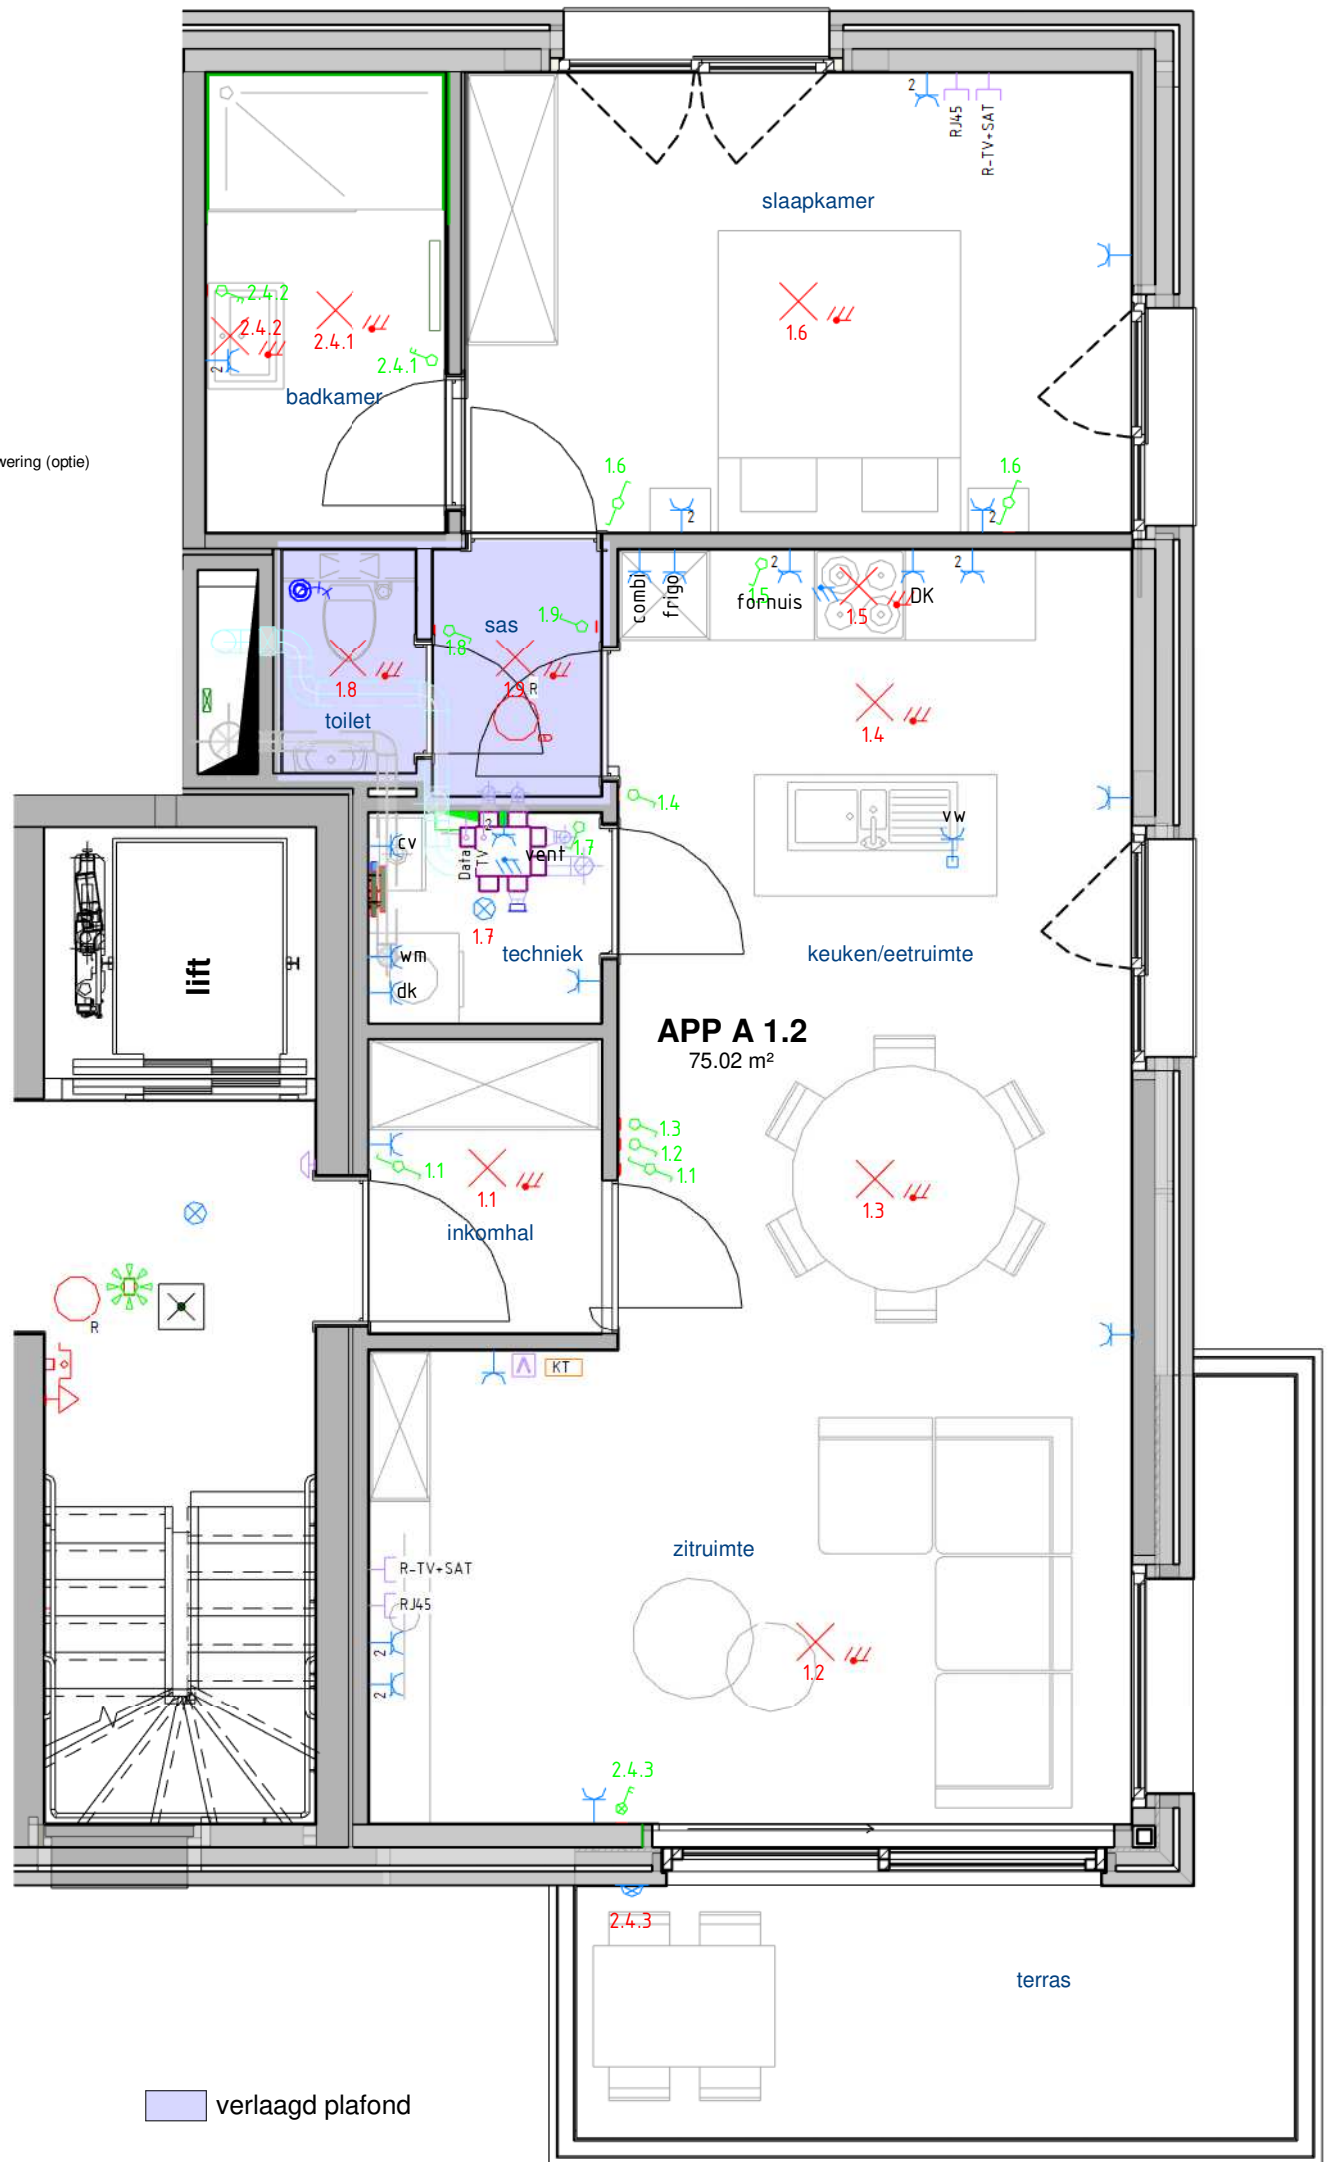 2
RJ45
R-TV+SAT
slaapkamer
2.4.2
2.4.2
2.4.1
2.4.1
2
1.6
badkamer
wering (optie)
1.6
1.6
2
2
combi
frigo
1.5
2
fornuis
1.5
DK
2
1.9
sas
1.8
1.8
1.9
R
toilet
1.4
1.4
vw
cv
Data
TV
2
vent
1.7
1.7
wm
techniek
dk
keuken/eetruimte
lift
APP A 1.2
75.02 m²
1.3
1.2
1.1
1.1
1.1
1.3
inkomhal
R
KT
zitruimte
R-TV+SAT
RJ45
2
2
1.2
2.4.3
2.4.3
terras
verlaagd plafond